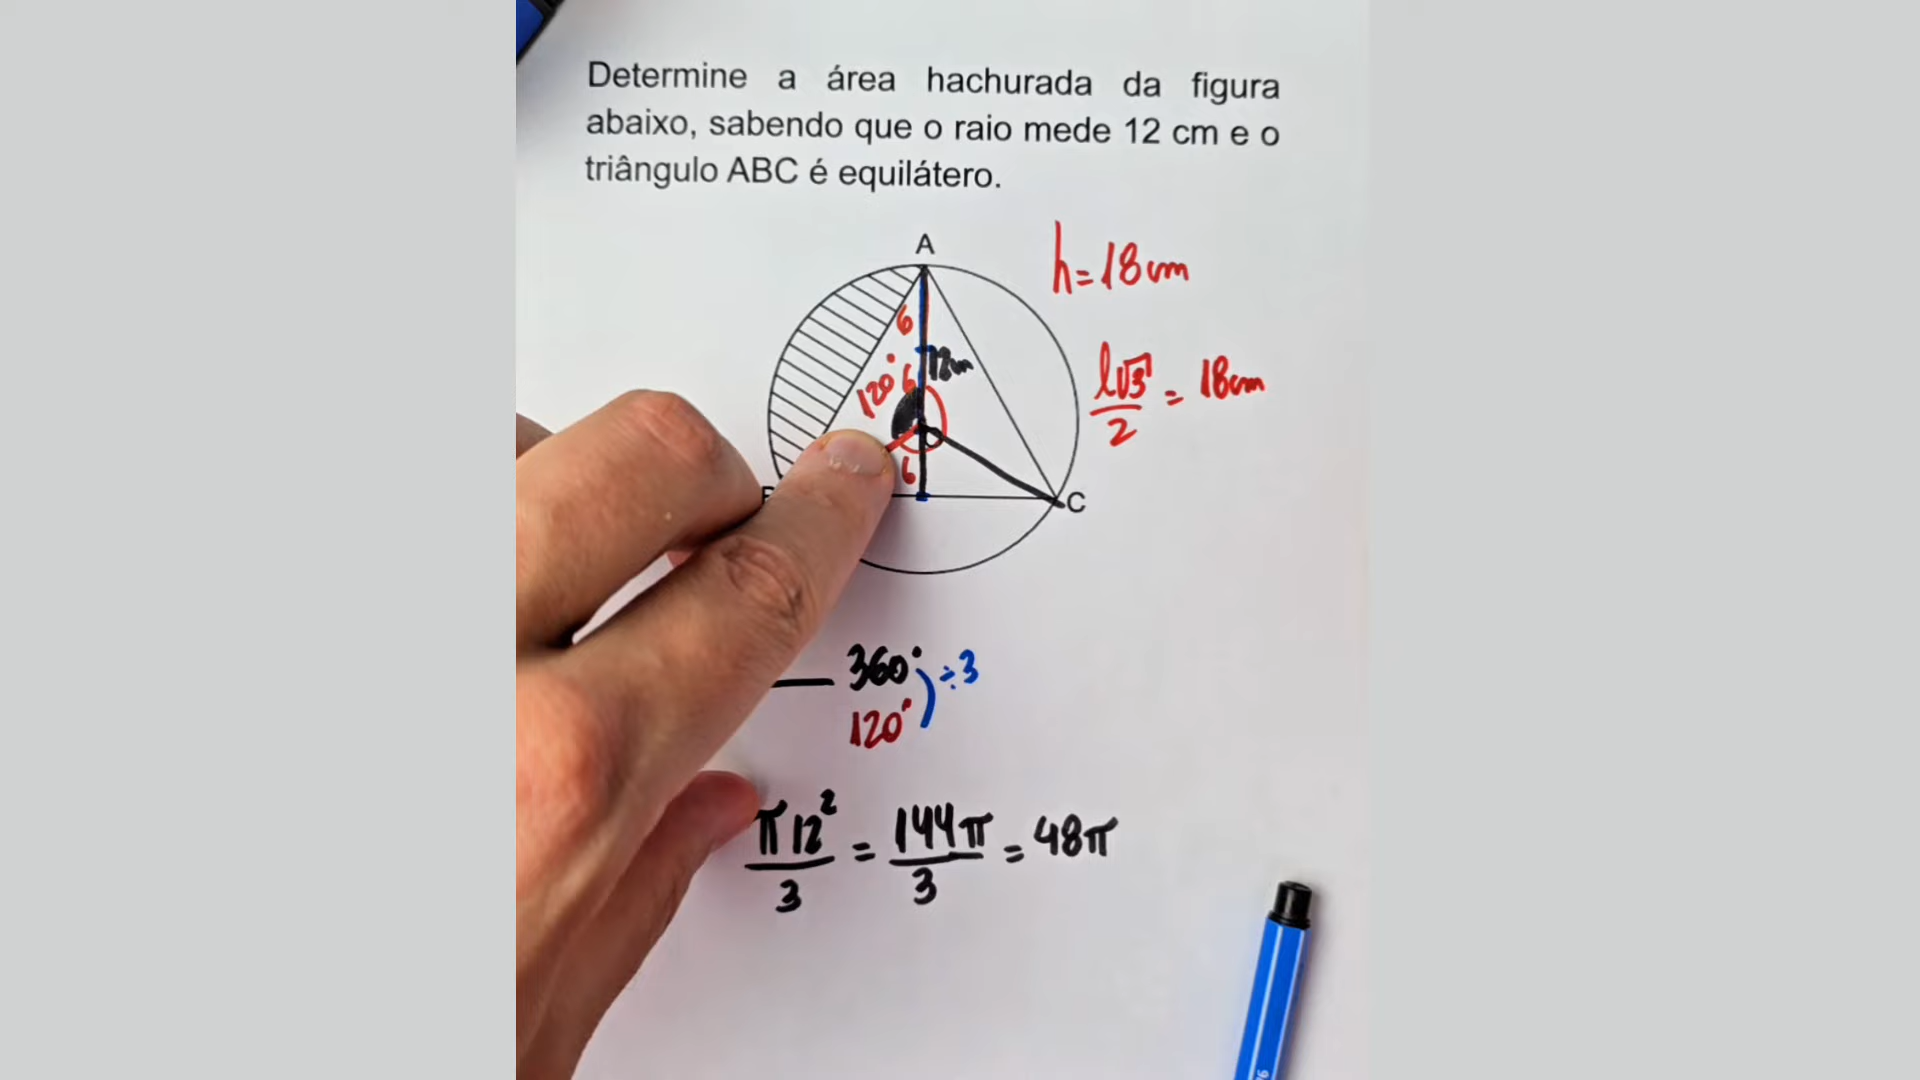 Determine a área hachurada da figura
abaixo, sabendo que o raio mede 12 cm e o
triângulo ABC é equilátero.
A
h=18cm
6
12cm
l√3/2 = 18cm
120°
6
6
C
360° ÷3
120°
π12²/3 = 144π/3 = 48π